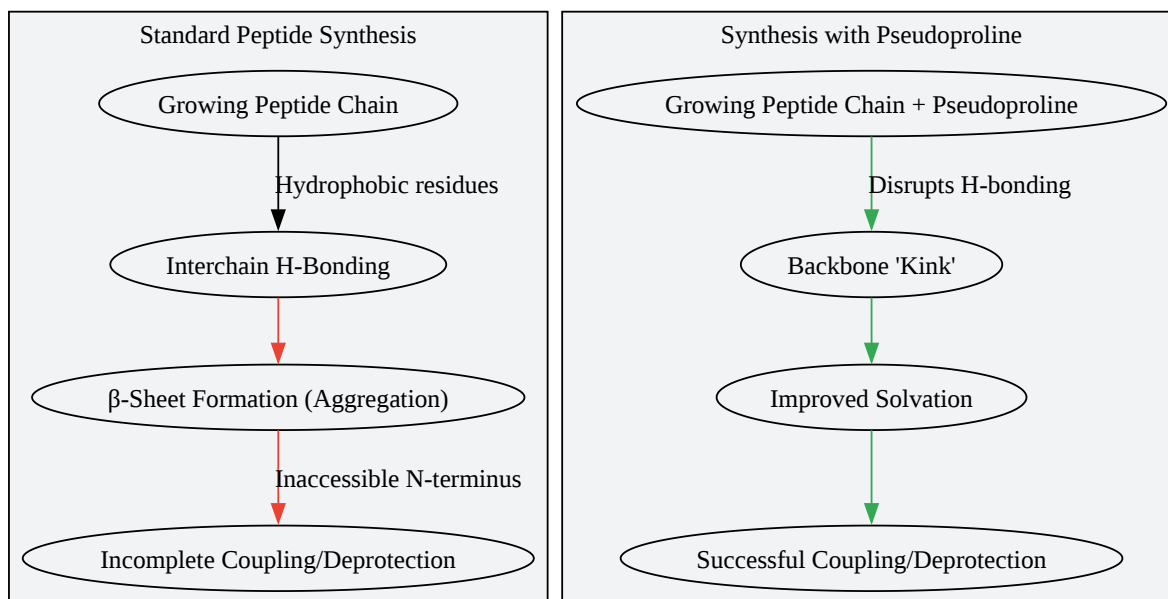 Standard Peptide Synthesis
Growing Peptide Chain
Hydrophobic residues
Interchain H-Bonding
β-Sheet Formation (Aggregation)
Inaccessible N-terminus
Incomplete Coupling/Deprotection
Synthesis with Pseudoproline
Growing Peptide Chain + Pseudoproline
Disrupts H-bonding
Backbone 'Kink'
Improved Solvation
Successful Coupling/Deprotection